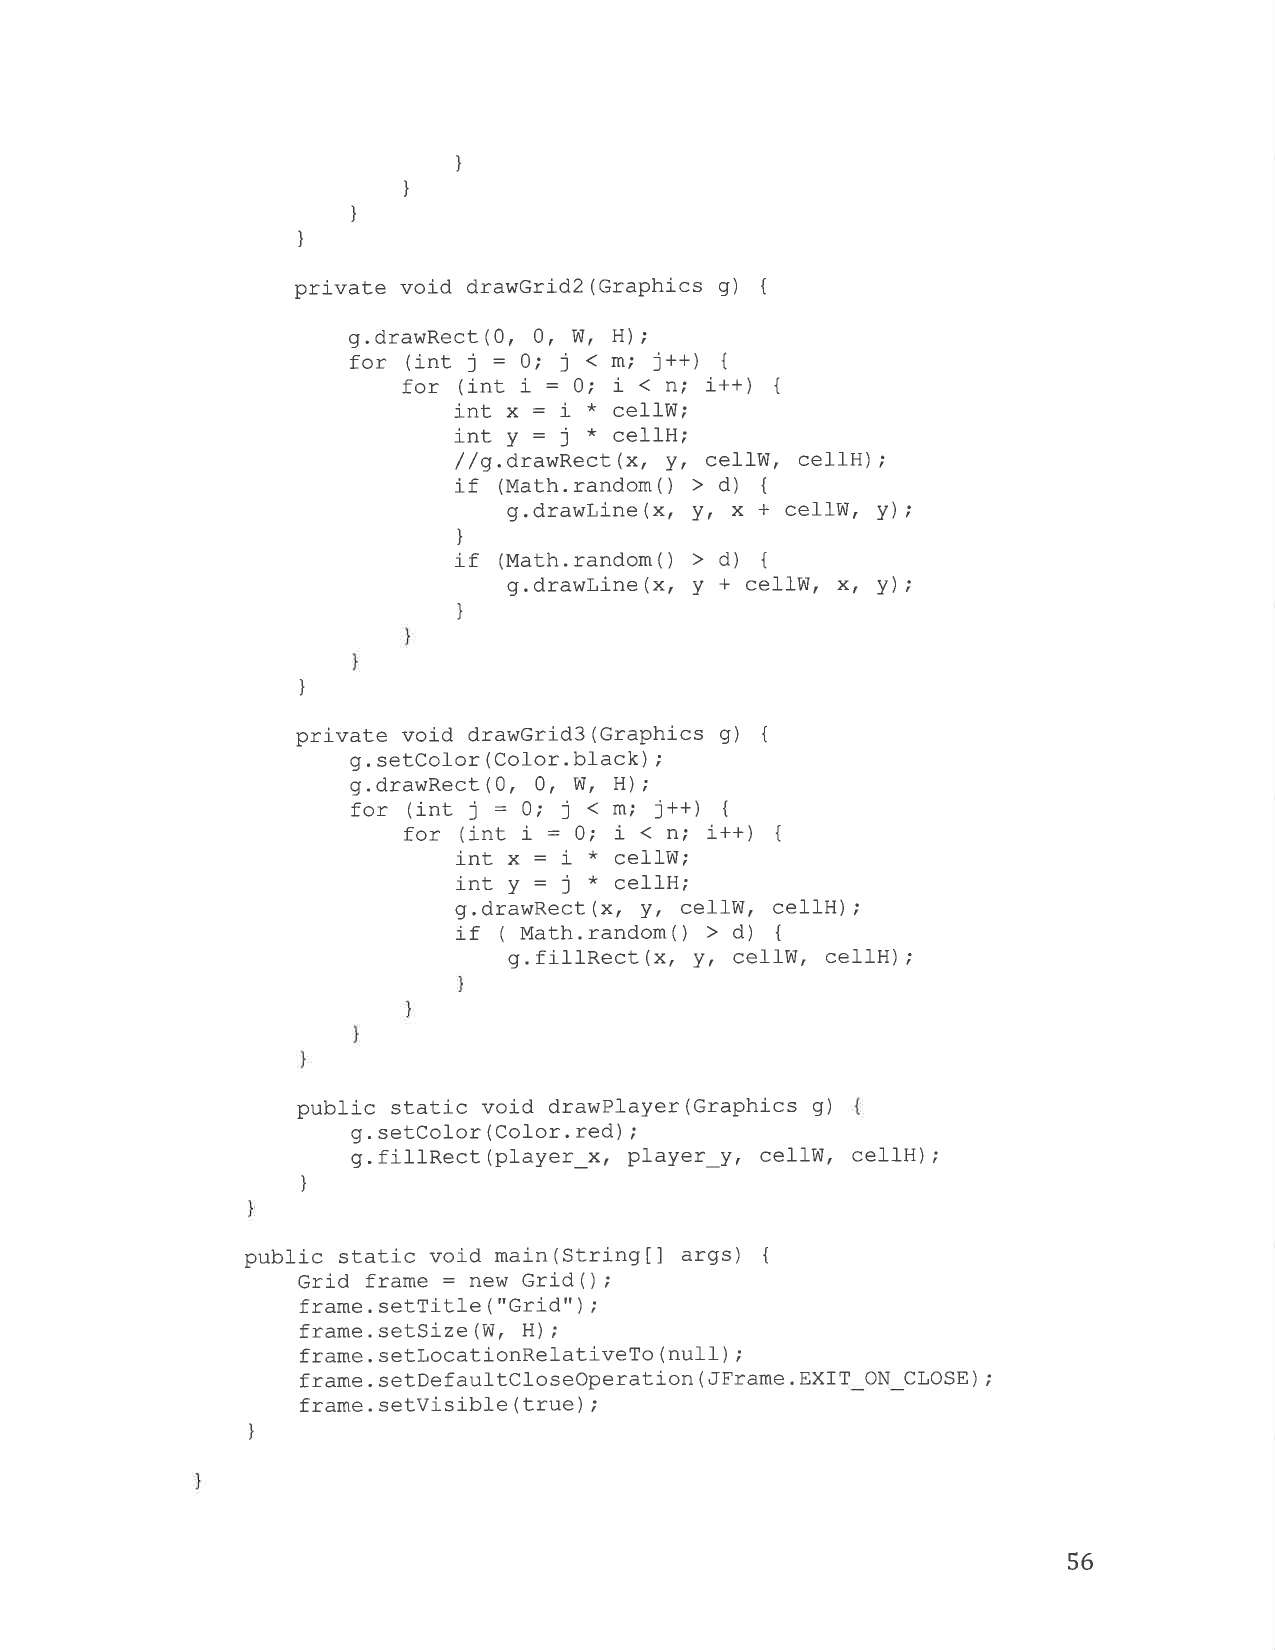 }
}
}
}
private void drawGrid2(Graphics g) {
g.drawRect(0, 0, W, H);
for (int j = 0; j < m; j++) {
for (int i = 0; i < n; i++) {
int x = i * cellW;
int y = j * cellH;
//g.drawRect(x, y, cellW, cellH);
if (Math.random() > d) {
g.drawLine(x, y, x + cellW, y);
}
if (Math.random() > d) {
g.drawLine(x, y + cellW, x, y);
}
}
}
}
private void drawGrid3(Graphics g) {
g.setColor(Color.black);
g.drawRect(0, 0, W, H);
for (int j = 0; j < m; j++) {
for (int i = 0; i < n; i++) {
int x = i * cellW;
int y = j * cellH;
g.drawRect(x, y, cellW, cellH);
if ( Math.random() > d) {
g.fillRect(x, y, cellW, cellH);
}
}
}
}
public static void drawPlayer(Graphics g) {
g.setColor(Color.red);
g.fillRect(player_x, player_y, cellW, cellH);
}
}
public static void main(String[] args) {
Grid frame = new Grid();
frame.setTitle("Grid");
frame.setSize(W, H);
frame.setLocationRelativeTo(null);
frame.setDefaultCloseOperation(JFrame.EXIT_ON_CLOSE);
frame.setVisible(true);
}
}
56